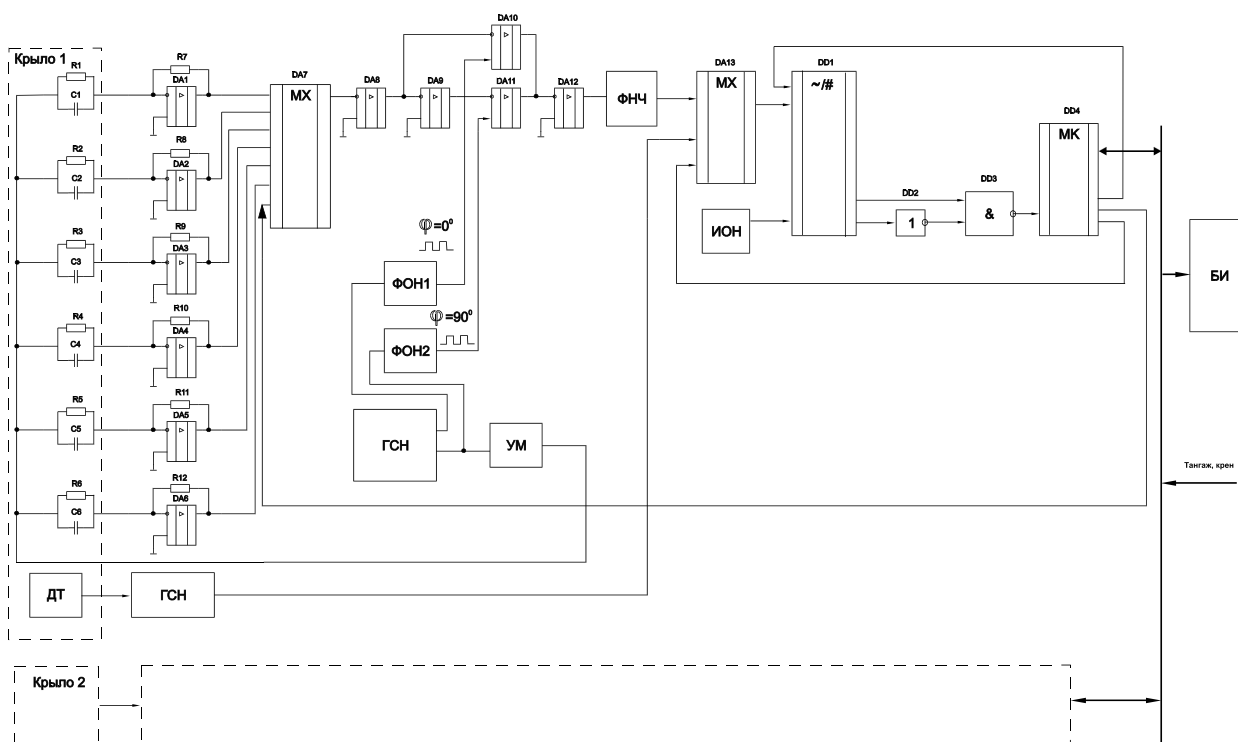 Крыло 1
R1
C1
R2
C2
R3
C3
R4
C4
R5
C5
R6
C6
R7
DA1
R8
DA2
R9
DA3
R10
DA4
R11
DA5
R12
DA6
DA7
MX
DA8
DA9
DA10
DA11
DA12
ФНЧ
DA13
MX
DD1
~/#
DD2
1
DD3
&
DD4
МК
ИОН
БИ
φ=0°
ФОН1
φ=90°
ФОН2
ГСН
УМ
Тангаж, крен
ДТ
ГСН
Крыло 2